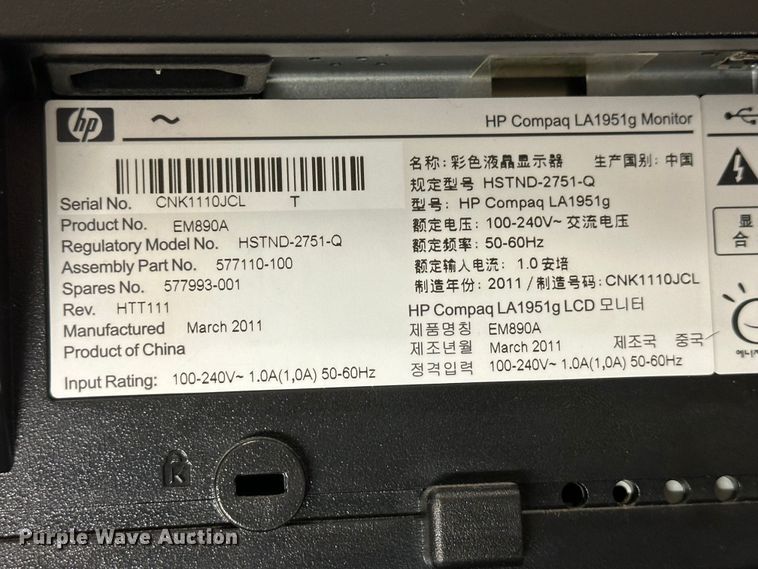 hp
~
HP Compaq LA1951g Monitor
Serial No. CNK1110JCL T
Product No. EM890A
Regulatory Model No. HSTND-2751-Q
Assembly Part No. 577110-100
Spares No. 577993-001
Rev. HTT111
Manufactured March 2011
Product of China
Input Rating: 100-240V~ 1.0A(1,0A) 50-60Hz
名称: 彩色液晶显示器 生产国别: 中国
规定型号 HSTND-2751-Q
型号: HP Compaq LA1951g
额定电压: 100-240V~ 交流电压
额定频率: 50-60Hz
额定输入电流: 1.0 安培
制造年份: 2011 / 制造号码: CNK1110JCL
HP Compaq LA1951g LCD 모니터
제품명칭 EM890A
제조년월 March 2011 제조국 중국
정격입력 100-240V~ 1.0A(1,0A) 50-60Hz
显
合
에너지
K
Purple Wave Auction